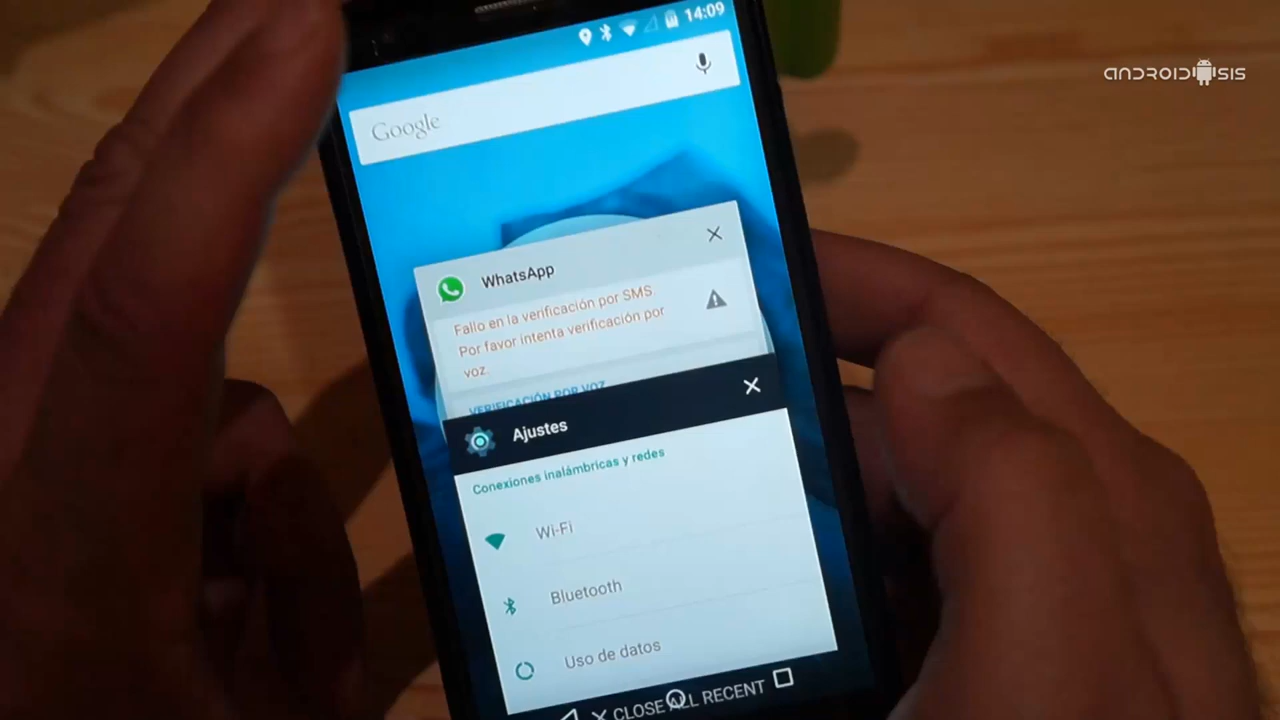 14:09
ANDROIDSIS
Google
WhatsApp
Fallo en la verificación por SMS.
Por favor intenta verificación por
voz.
VERIFICACIÓN POR VOZ
Ajustes
Conexiones inalámbricas y redes
Wi-Fi
Bluetooth
Uso de datos
CLOSE ALL RECENT